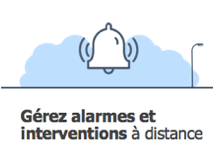 Gérez alarmes et
interventions à distance